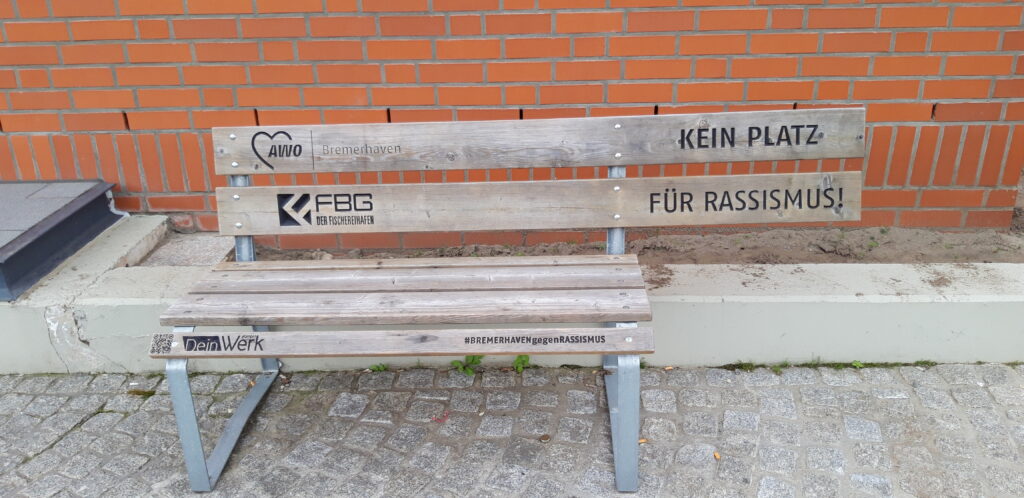 AWO Bremerhaven
KEIN PLATZ
FBG
DER FISCHEREIHAFEN
FÜR RASSISMUS!
DeinWerk
#BREMERHAVENgegenRASSISMUS